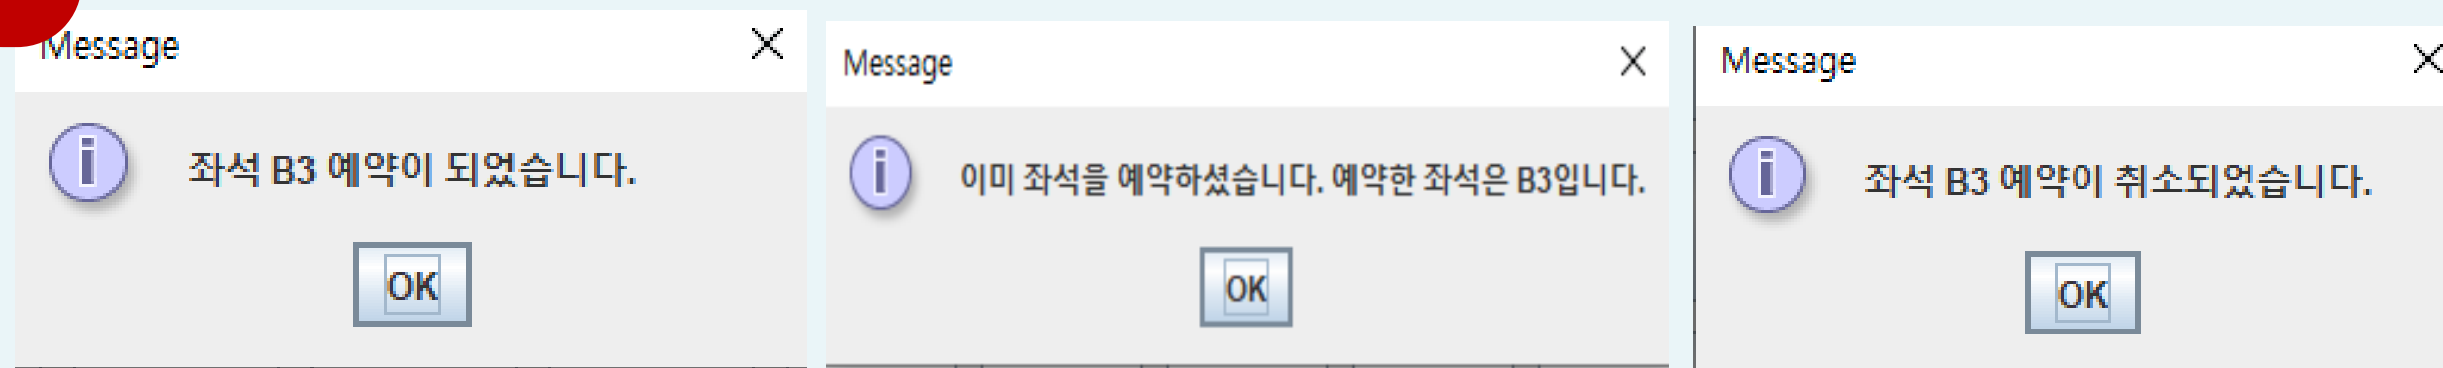 Message
좌석 B3 예약이 되었습니다.
OK
Message
이미 좌석을 예약하셨습니다. 예약한 좌석은 B3입니다.
OK
Message
좌석 B3 예약이 취소되었습니다.
OK